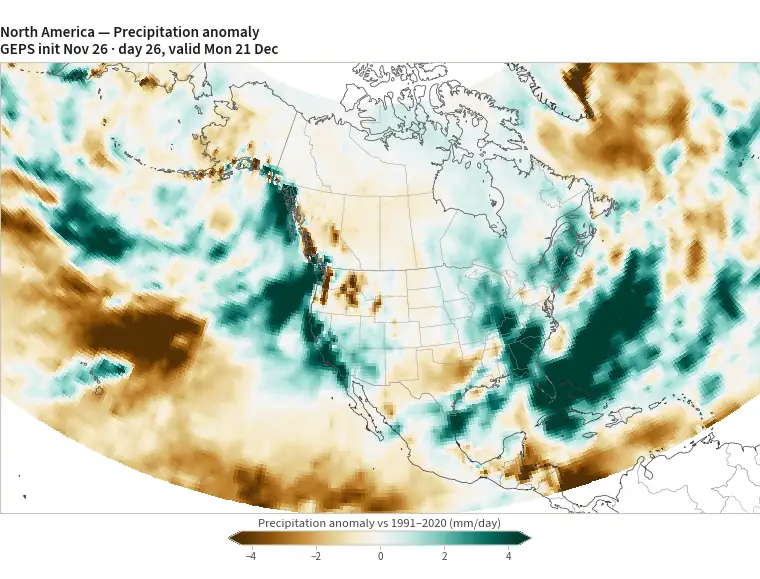 North America — Precipitation anomaly
GEPS init Nov 26 · day 26, valid Mon 21 Dec
Precipitation anomaly vs 1991–2020 (mm/day)
−4 −2 0 2 4